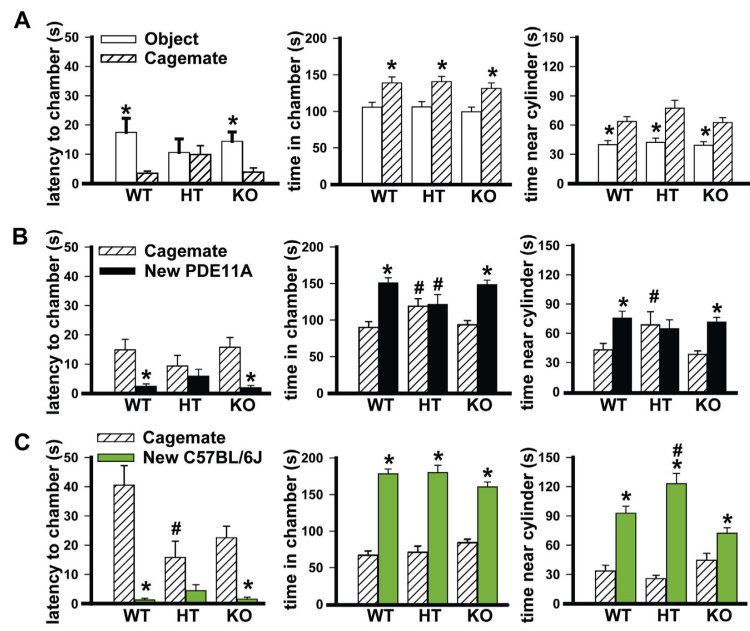 A
latency to chamber (s)
50
40
30
20
10
0
Object
Cagemate
*
*
WT HT KO
time in chamber (s)
200
150
100
50
0
*
*
*
WT HT KO
time near cylinder (s)
150
120
90
60
30
0
*
*
*
WT HT KO
B
latency to chamber (s)
50
40
30
20
10
0
Cagemate
New PDE11A
*
*
WT HT KO
time in chamber (s)
200
150
100
50
0
*
# #
*
WT HT KO
time near cylinder (s)
150
120
90
60
30
0
*
#
*
WT HT KO
C
latency to chamber (s)
50
40
30
20
10
0
Cagemate
New C57BL/6J
*
#
*
WT HT KO
time in chamber (s)
200
150
100
50
0
*
*
*
WT HT KO
time near cylinder (s)
150
120
90
60
30
0
*
#
*
*
WT HT KO